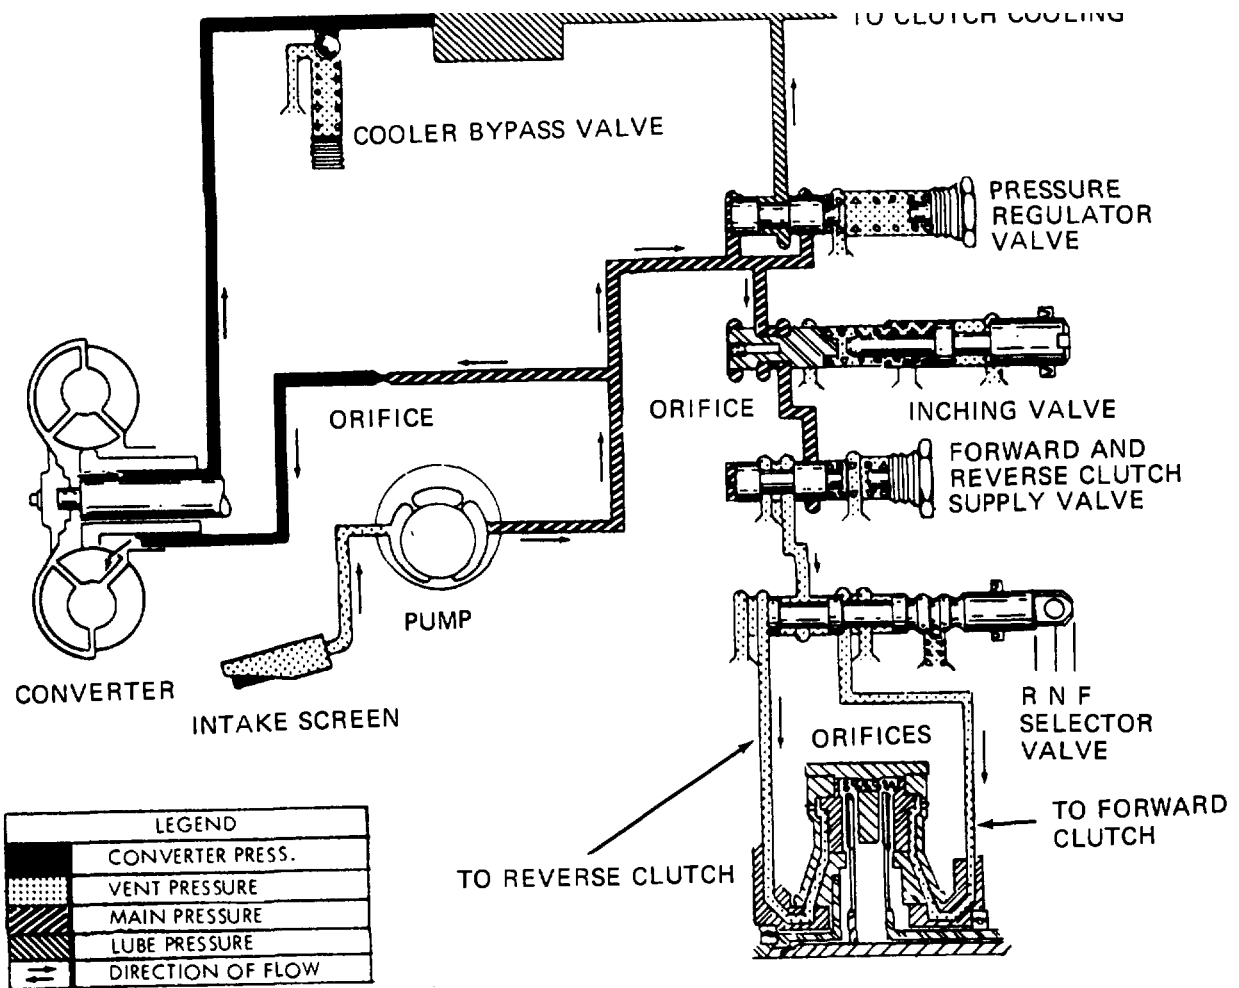 TO CLUTCH COOLING
COOLER BYPASS VALVE
PRESSURE
REGULATOR
VALVE
ORIFICE
ORIFICE
INCHING VALVE
FORWARD AND
REVERSE CLUTCH
SUPPLY VALVE
PUMP
CONVERTER
INTAKE SCREEN
R N F
SELECTOR
VALVE
ORIFICES
TO FORWARD
CLUTCH
TO REVERSE CLUTCH
LEGEND
CONVERTER PRESS.
VENT PRESSURE
MAIN PRESSURE
LUBE PRESSURE
DIRECTION OF FLOW